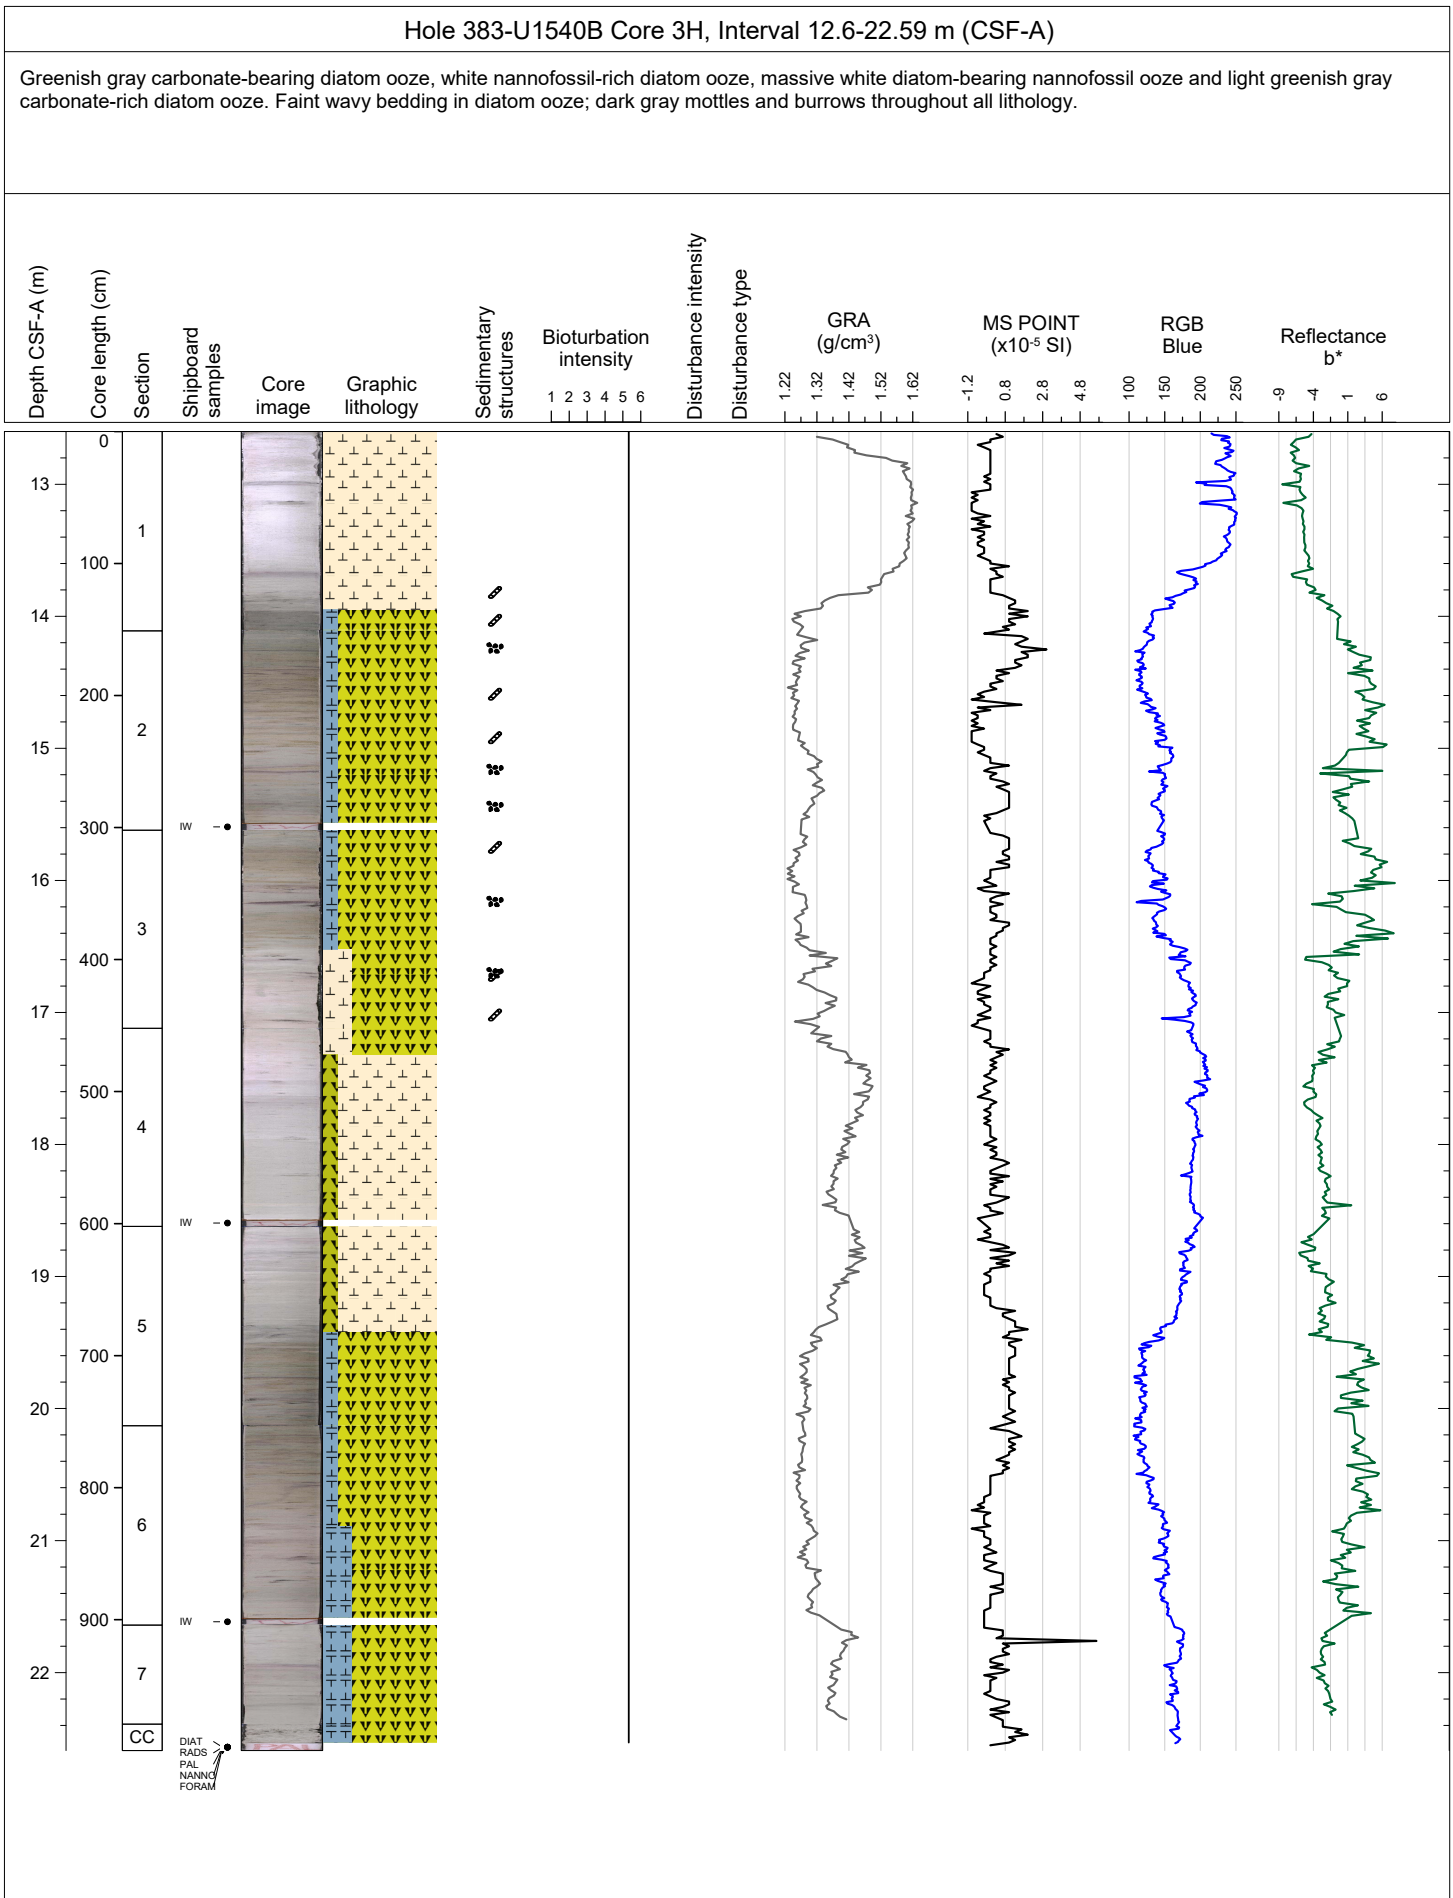 Hole 383-U1540B Core 3H, Interval 12.6-22.59 m (CSF-A)
Greenish gray carbonate-bearing diatom ooze, white nannofossil-rich diatom ooze, massive white diatom-bearing nannofossil ooze and light greenish gray
carbonate-rich diatom ooze. Faint wavy bedding in diatom ooze; dark gray mottles and burrows throughout all lithology.
Depth CSF-A (m)
Core length (cm)
Section
Shipboard
samples
Core
image
Graphic
lithology
Sedimentary
structures
Bioturbation
intensity
1 2 3 4 5 6
Disturbance intensity
Disturbance type
GRA
(g/cm³)
1.22 1.32 1.42 1.52 1.62
MS POINT
(x10⁻⁵ SI)
-1.2 0.8 2.8 4.8
RGB
Blue
100 150 200 250
Reflectance
b*
-9 -4 1 6
0
13
1
100
14
200
2
15
IW
300
16
3
400
17
500
4
18
IW
600
19
5
700
20
800
6
21
IW
900
22
7
CC
DIAT
RADS
PAL
NANNO
FORAM